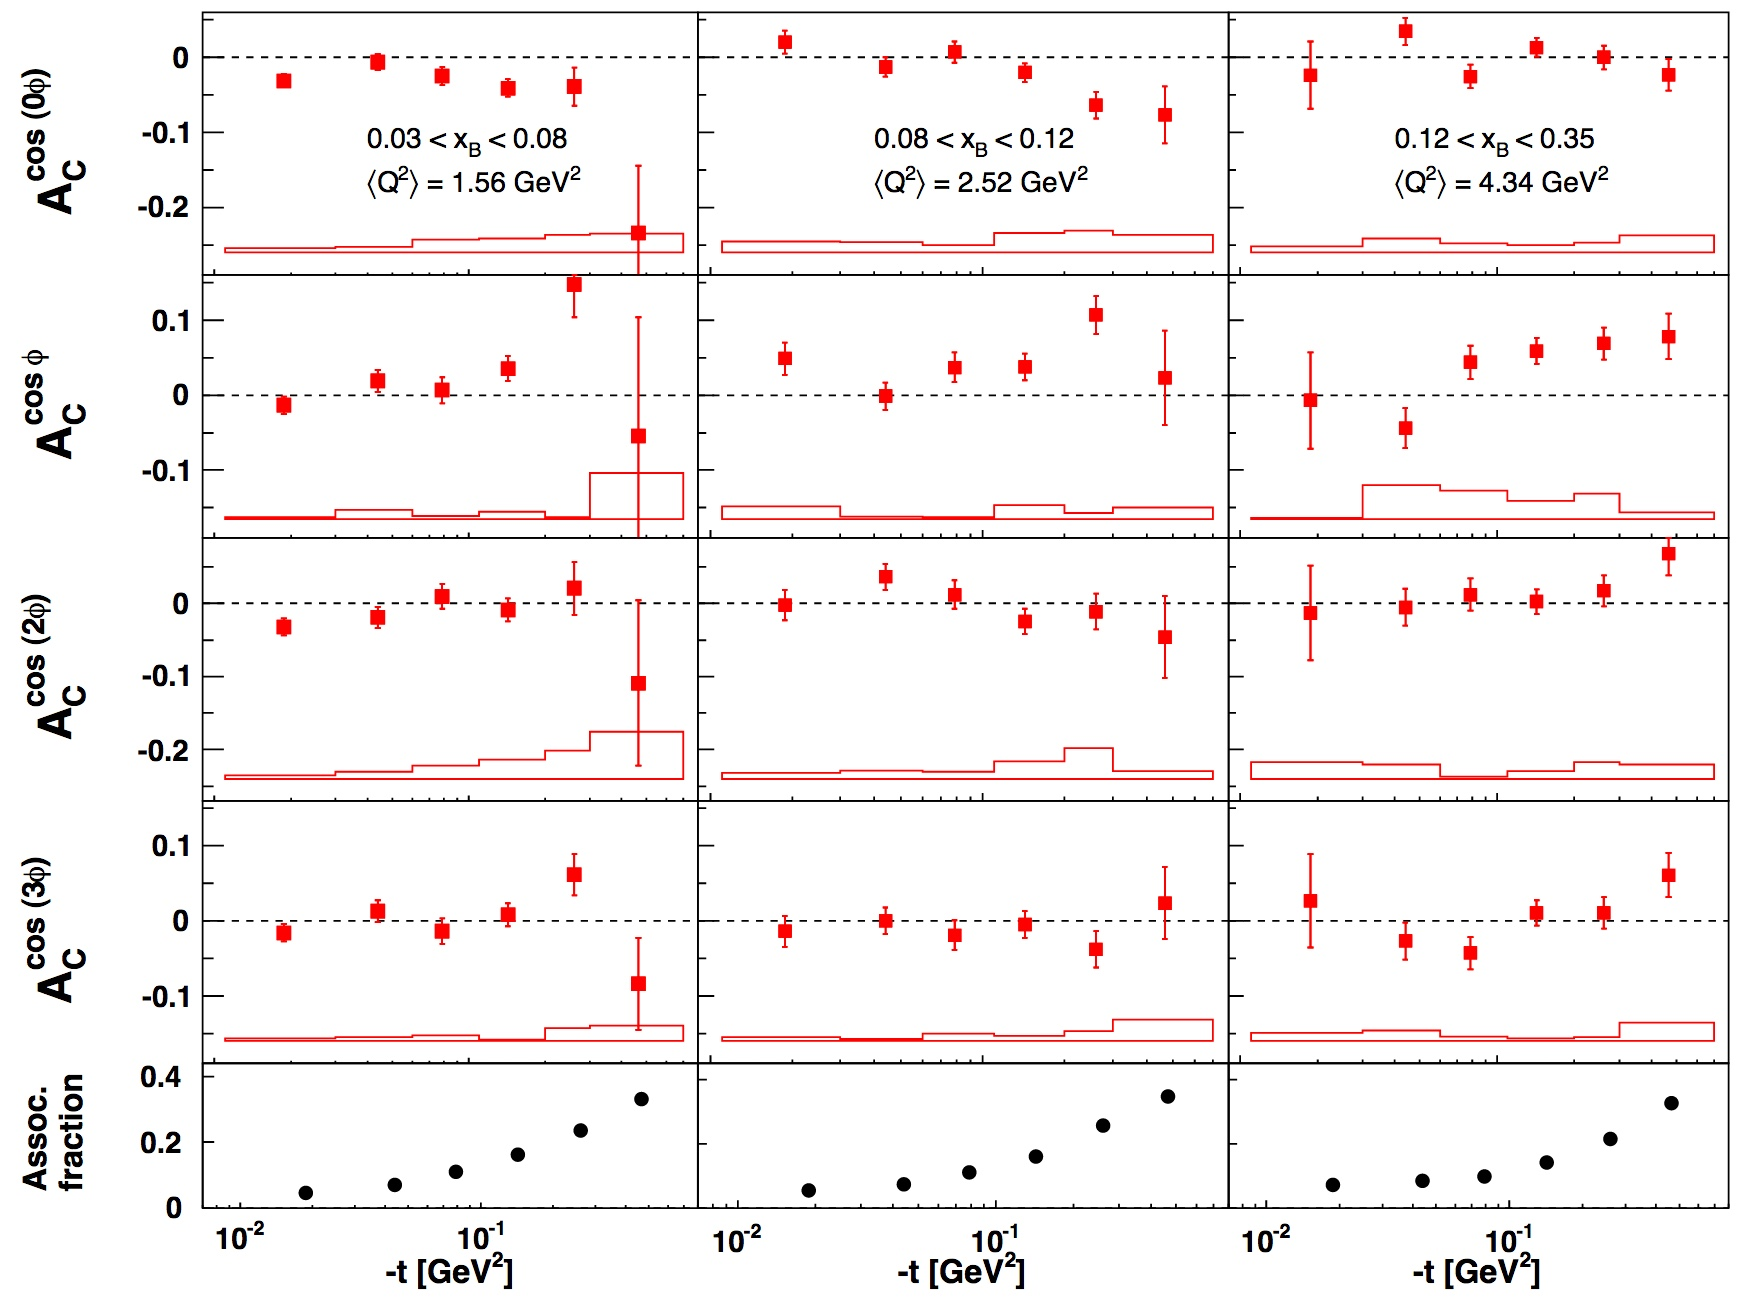 A_C^cos (0ϕ)
0
-0.1
-0.2
0.03 < x_B < 0.08
⟨Q²⟩ = 1.56 GeV²
0.08 < x_B < 0.12
⟨Q²⟩ = 2.52 GeV²
0.12 < x_B < 0.35
⟨Q²⟩ = 4.34 GeV²
A_C^cos ϕ
0.1
0
-0.1
A_C^cos (2ϕ)
0
-0.1
-0.2
A_C^cos (3ϕ)
0.1
0
-0.1
Assoc.
fraction
0.4
0.2
0
10⁻² 10⁻¹ 10⁻² 10⁻¹ 10⁻² 10⁻¹
-t [GeV²] -t [GeV²] -t [GeV²]